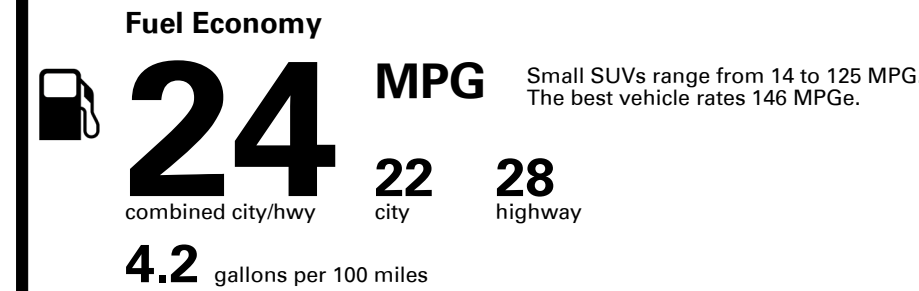 Fuel Economy
24 MPG
Small SUVs range from 14 to 125 MPG
The best vehicle rates 146 MPGe.
22 28
combined city/hwy city highway
4.2 gallons per 100 miles